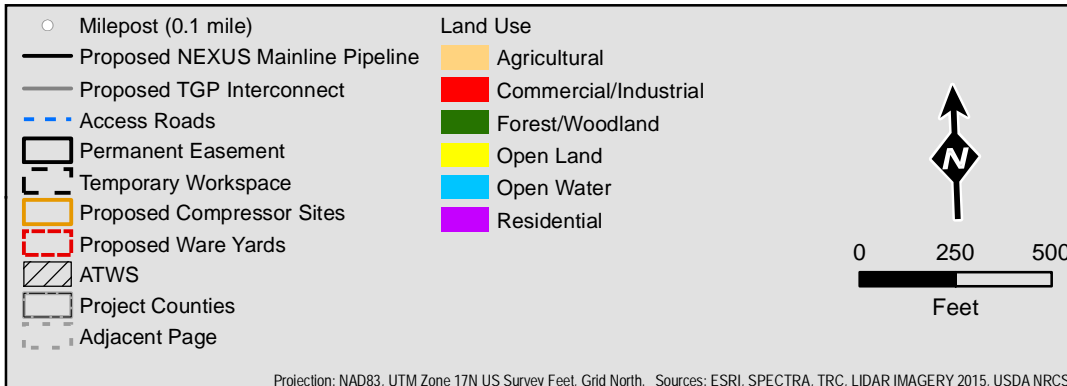 Milepost (0.1 mile)
Proposed NEXUS Mainline Pipeline
Proposed TGP Interconnect
Access Roads
Permanent Easement
Temporary Workspace
Proposed Compressor Sites
Proposed Ware Yards
ATWS
Project Counties
Adjacent Page
Land Use
Agricultural
Commercial/Industrial
Forest/Woodland
Open Land
Open Water
Residential
N
0 250 500
Feet
Projection: NAD83, UTM Zone 17N US Survey Feet, Grid North. Sources: ESRI, SPECTRA, TRC, LIDAR IMAGERY 2015, USDA NRCS